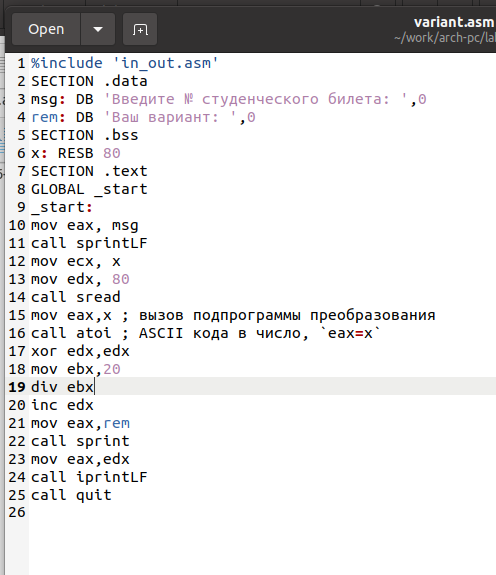 Open
variant.asm
~/work/arch-pc/lab
1 %include 'in_out.asm'
2 SECTION .data
3 msg: DB 'Введите № студенческого билета: ',0
4 rem: DB 'Ваш вариант: ',0
5 SECTION .bss
6 x: RESB 80
7 SECTION .text
8 GLOBAL _start
9 _start:
10 mov eax, msg
11 call sprintLF
12 mov ecx, x
13 mov edx, 80
14 call sread
15 mov eax,x ; вызов подпрограммы преобразования
16 call atoi ; ASCII кода в число, `eax=x`
17 xor edx,edx
18 mov ebx,20
19 div ebx
20 inc edx
21 mov eax,rem
22 call sprint
23 mov eax,edx
24 call iprintLF
25 call quit
26